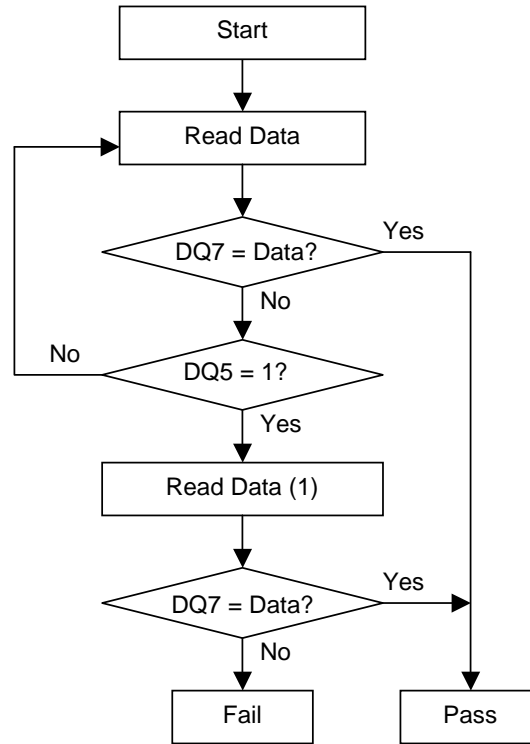 Start
Read Data
DQ7 = Data?
Yes
No
No
DQ5 = 1?
Yes
Read Data (1)
DQ7 = Data?
Yes
No
Fail
Pass